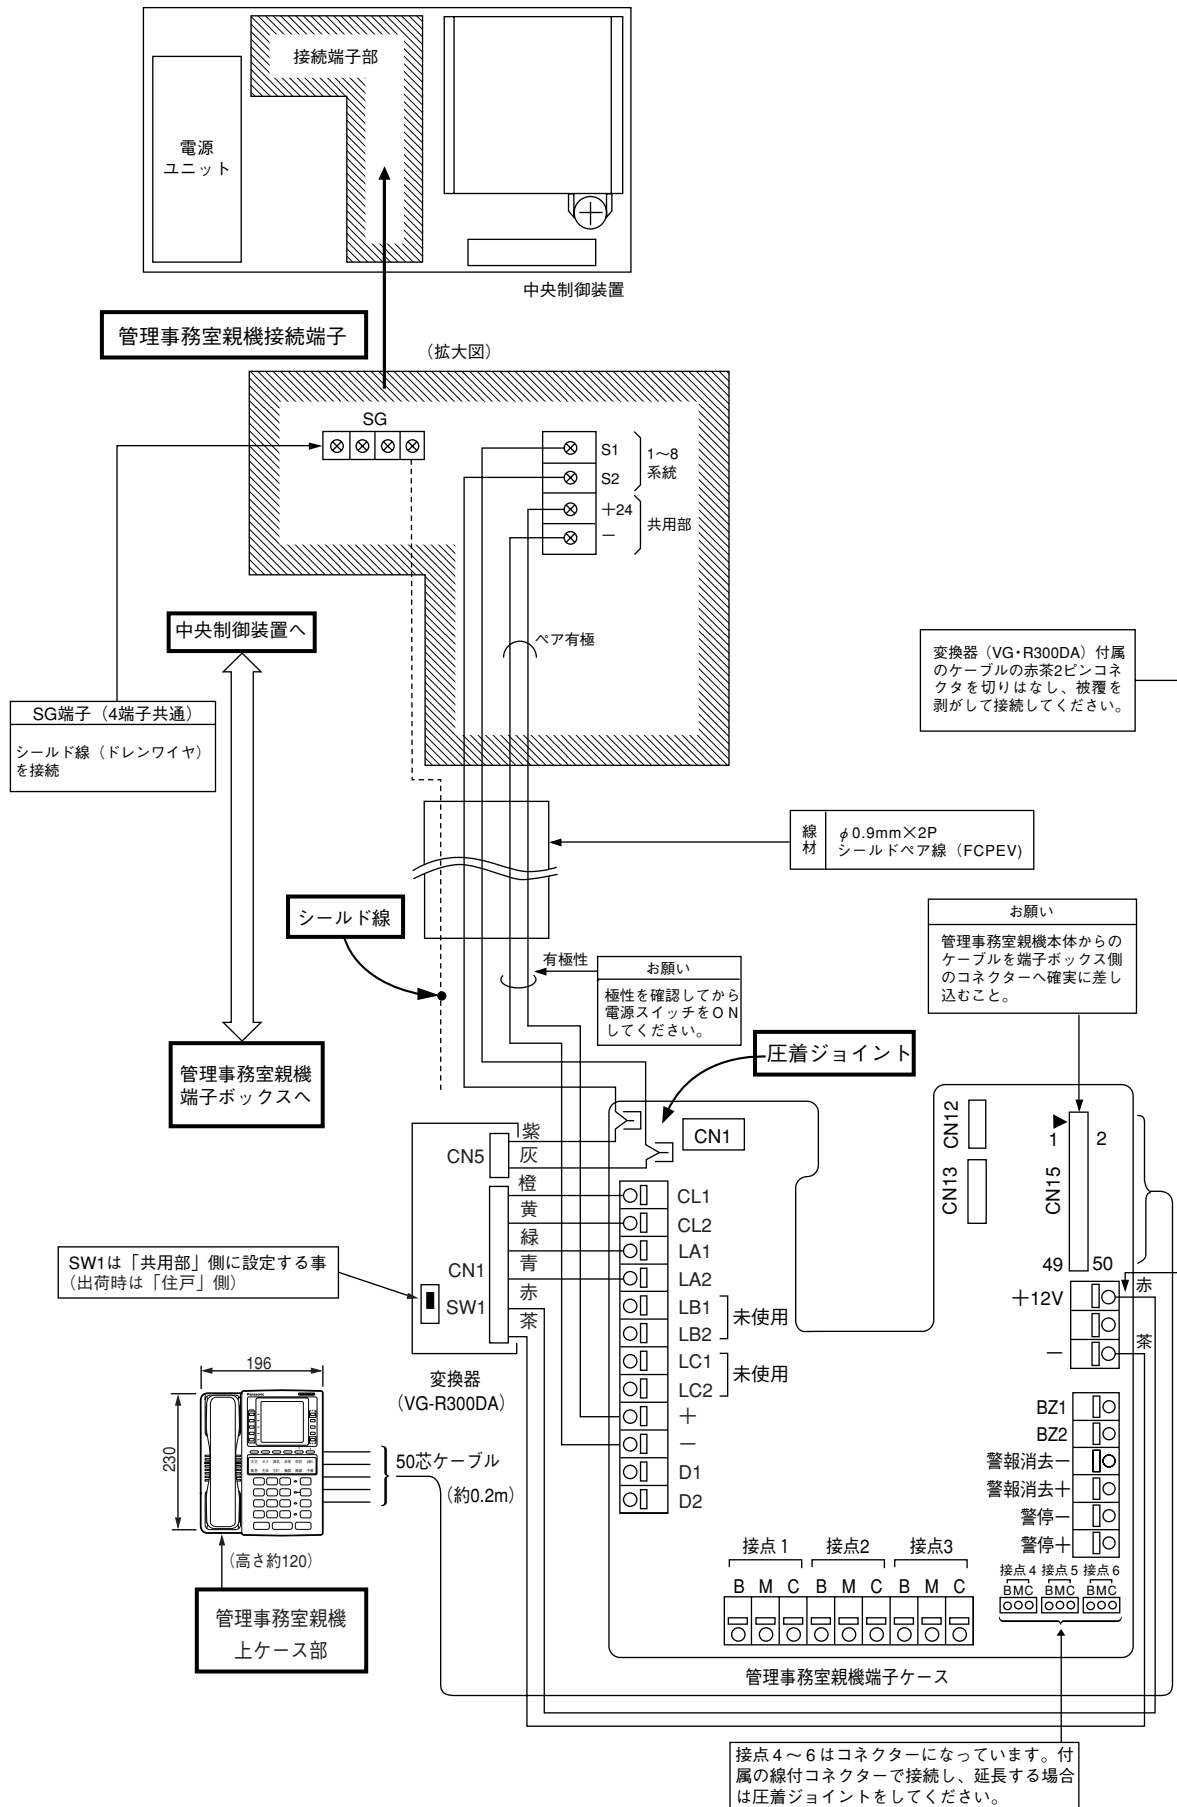 接続端子部
電源
ユニット
中央制御装置
管理事務室親機接続端子
(拡大図)
SG
S1
S2
1〜8
系統
+24
−
共用部
ペア有極
中央制御装置へ
変換器(VG・R300DA)付属
のケーブルの赤茶2ピンコネ
クタを切りはなし、被覆を
剥がして接続してください。
SG端子(4端子共通)
シールド線(ドレンワイヤ)
を接続
線材
φ0.9mm×2P
シールドペア線(FCPEV)
シールド線
有極性
お願い
極性を確認してから
電源スイッチをON
してください。
お願い
管理事務室親機本体からの
ケーブルを端子ボックス側
のコネクターへ確実に差し
込むこと。
圧着ジョイント
管理事務室親機
端子ボックスへ
紫
灰
CN5
橙
黄
緑
青
赤
茶
CN1
SW1
変換器
(VG-R300DA)
SW1は「共用部」側に設定する事
(出荷時は「住戸」側)
CN1
CL1
CL2
LA1
LA2
LB1
LB2
未使用
LC1
LC2
未使用
+
−
D1
D2
CN12
CN13
CN15
1
2
49
50
+12V
赤
−
茶
BZ1
BZ2
警報消去−
警報消去+
警停−
警停+
接点4 接点5 接点6
BMC BMC BMC
接点1 接点2 接点3
B M C B M C B M C
管理事務室親機端子ケース
196
230
Panasonic
50芯ケーブル
(約0.2m)
(高さ約120)
管理事務室親機
上ケース部
接点4〜6はコネクターになっています。付
属の線付コネクターで接続し、延長する場合
は圧着ジョイントをしてください。